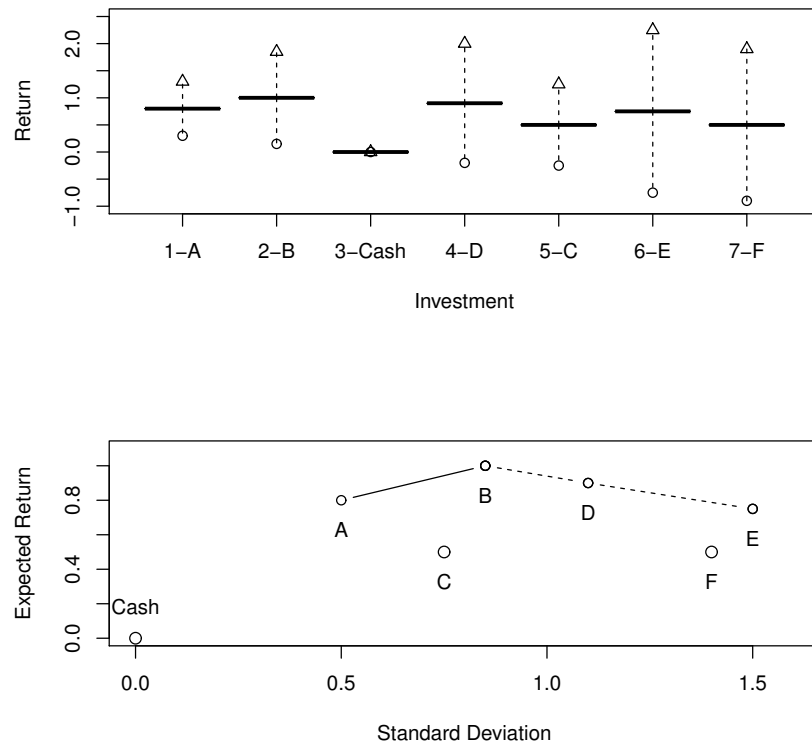 Return
2.0
1.0
0.0
−1.0
1−A 2−B 3−Cash 4−D 5−C 6−E 7−F
Investment
Expected Return
0.8
0.4
0.0
A
B
D
E
C
F
Cash
0.0 0.5 1.0 1.5
Standard Deviation